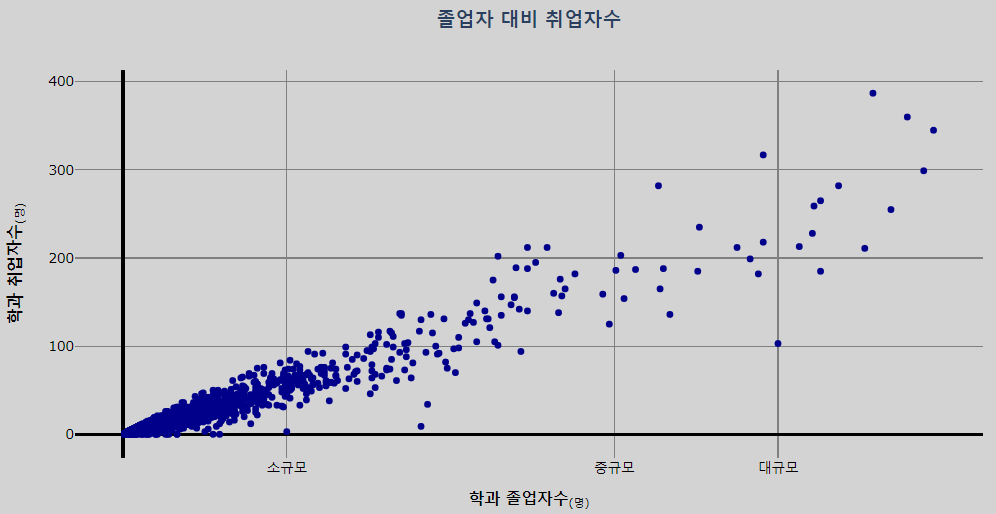 졸업자 대비 취업자수
400
300
200
100
0
학과 취업자수(명)
소규모 중규모 대규모
학과 졸업자수(명)